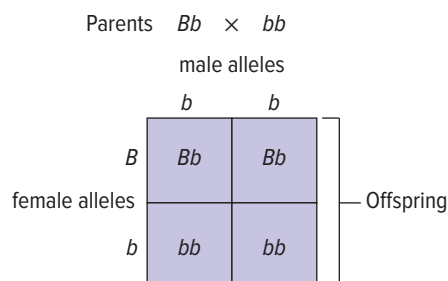 Parents Bb × bb
male alleles
b b
B Bb Bb
female alleles
Offspring
b bb bb